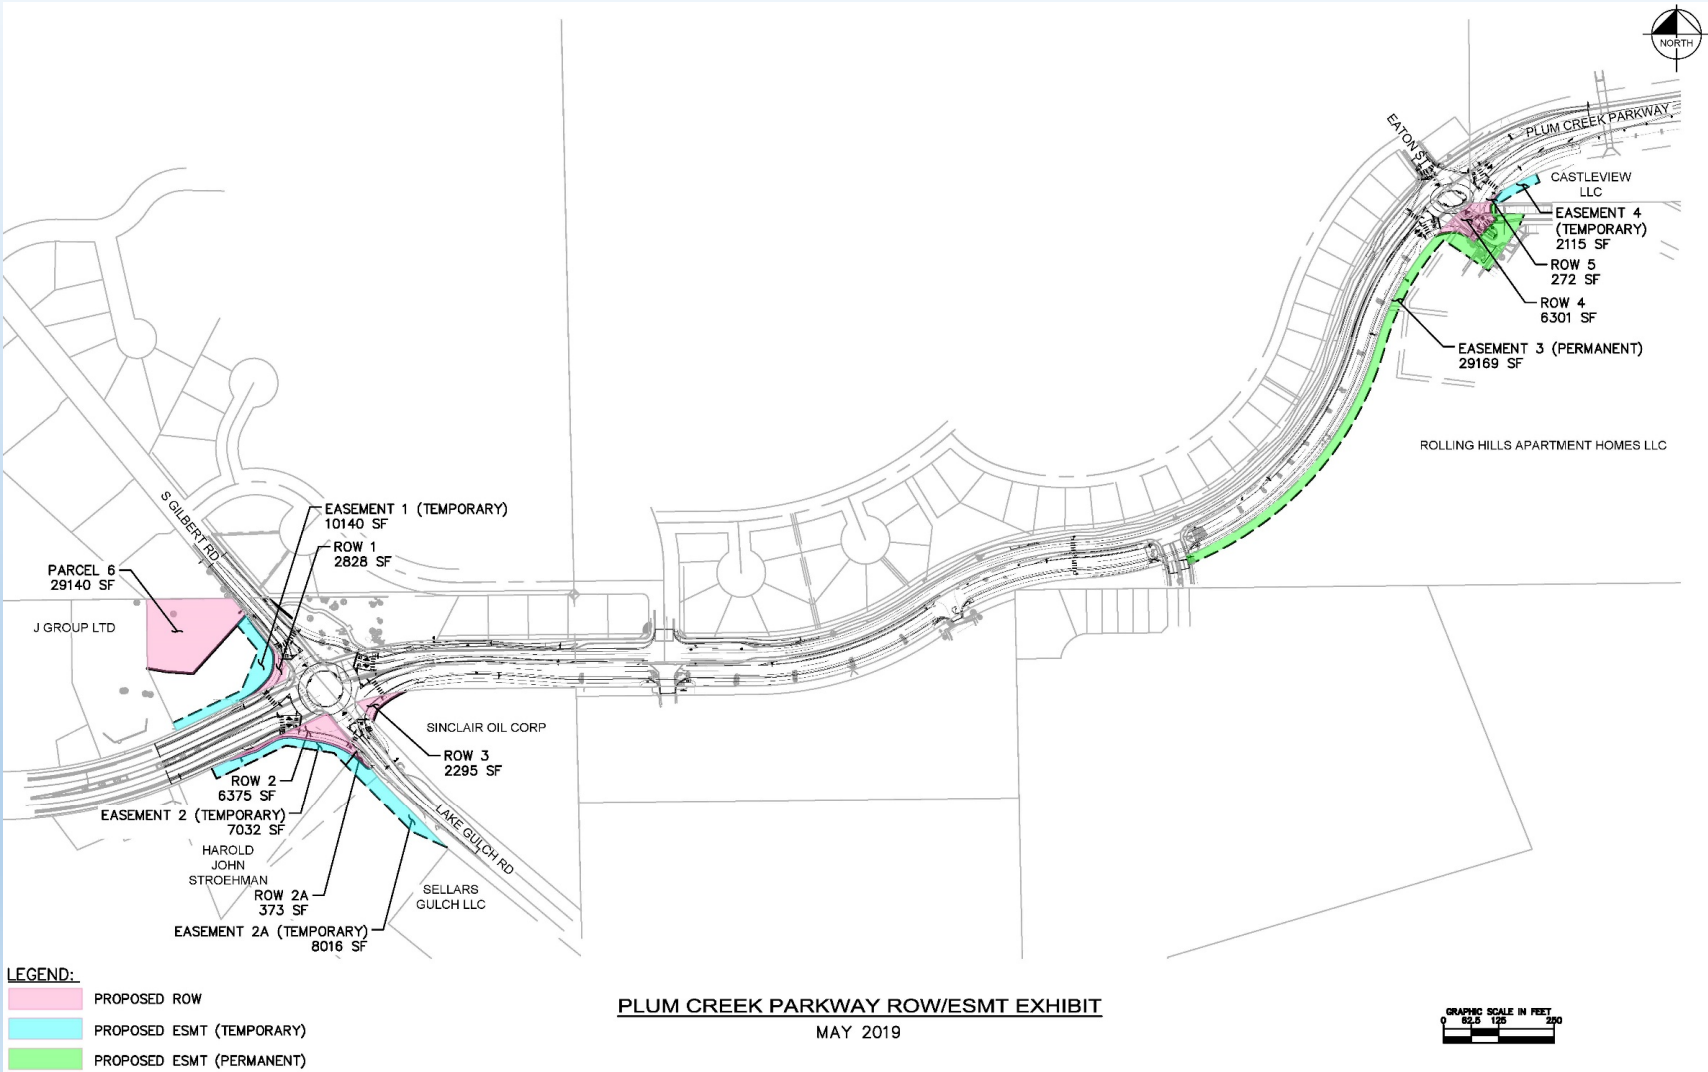 NORTH
PLUM CREEK PARKWAY
EATON ST
CASTLEVIEW
LLC
EASEMENT 4
(TEMPORARY)
2115 SF
ROW 5
272 SF
ROW 4
6301 SF
EASEMENT 3 (PERMANENT)
29169 SF
ROLLING HILLS APARTMENT HOMES LLC
S GILBERT RD
EASEMENT 1 (TEMPORARY)
10140 SF
ROW 1
2828 SF
PARCEL 6
29140 SF
J GROUP LTD
SINCLAIR OIL CORP
ROW 3
2295 SF
ROW 2
6375 SF
EASEMENT 2 (TEMPORARY)
7032 SF
LAKE GULCH RD
HAROLD
JOHN
STROEHMAN
ROW 2A
373 SF
SELLARS
GULCH LLC
EASEMENT 2A (TEMPORARY)
8016 SF
LEGEND:
PROPOSED ROW
PROPOSED ESMT (TEMPORARY)
PROPOSED ESMT (PERMANENT)
PLUM CREEK PARKWAY ROW/ESMT EXHIBIT
MAY 2019
GRAPHIC SCALE IN FEET
0 62.5 125 250